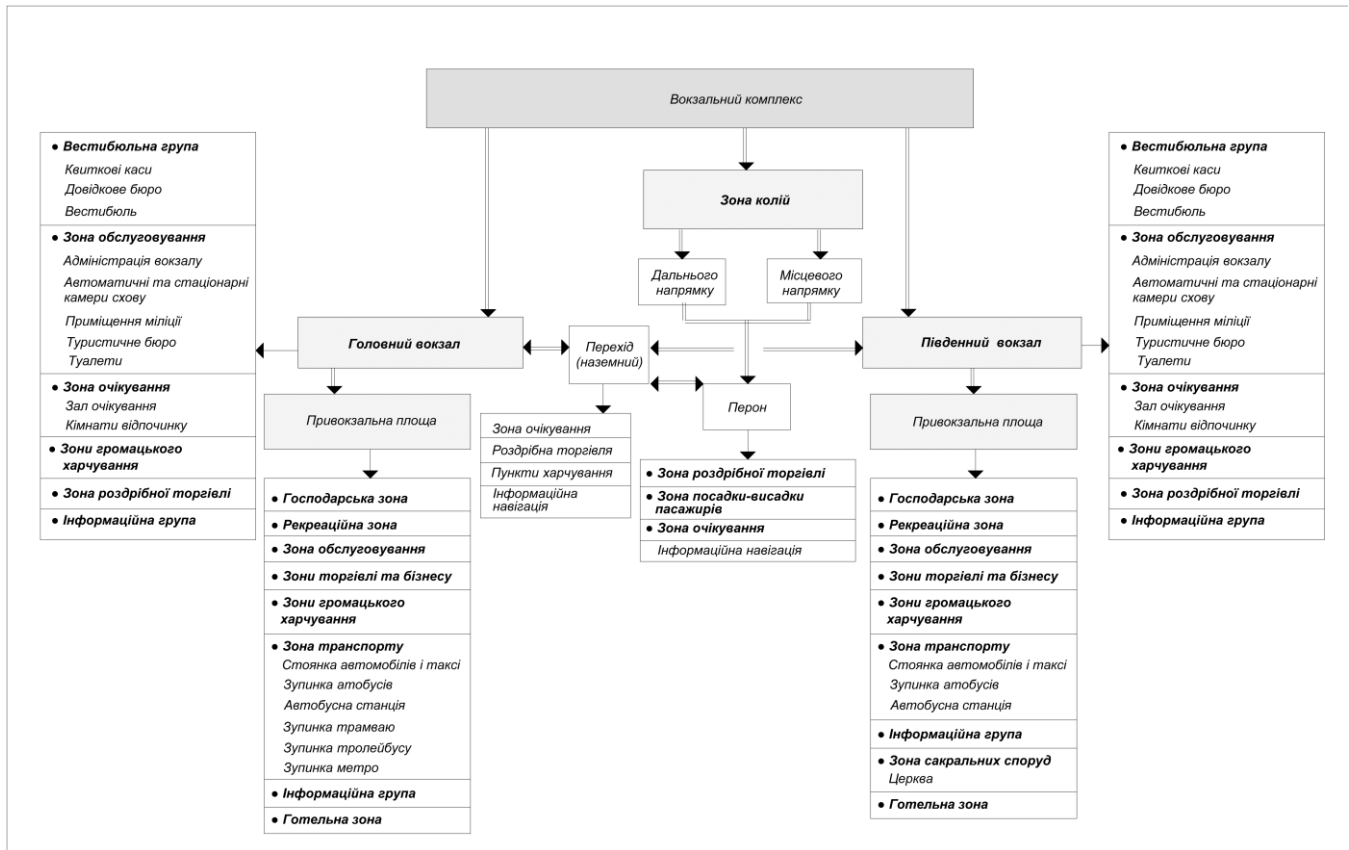 Вокзальний комплекс
● Вестибульна група
Квиткові каси
Довідкове бюро
Вестибюль
● Зона обслуговування
Адміністрація вокзалу
Автоматичні та стаціонарні
камери схову
Приміщення міліції
Туристичне бюро
Туалети
● Зона очікування
Зал очікування
Кімнати відпочинку
● Зони громацького
харчування
● Зона роздрібної торгівлі
● Інформаційна група
Зона колій
Дальнього
напрямку
Місцевого
напрямку
Головний вокзал
Перехід
(наземний)
Південний вокзал
Привокзальна площа
Перон
Привокзальна площа
● Господарська зона
● Рекреаційна зона
● Зона обслуговування
● Зони торгівлі та бізнесу
● Зони громацького
харчування
● Зона транспорту
Стоянка автомобілів і таксі
Зупинка атобусів
Автобусна станція
Зупинка трамваю
Зупинка тролейбусу
Зупинка метро
● Інформаційна група
● Готельна зона
Зона очікування
Роздрібна торгівля
Пункти харчування
Інформаційна
навігація
● Зона роздрібної торгівлі
● Зона посадки-висадки
пасажирів
● Зона очікування
Інформаційна навігація
● Господарська зона
● Рекреаційна зона
● Зона обслуговування
● Зони торгівлі та бізнесу
● Зони громацького
харчування
● Зона транспорту
Стоянка автомобілів і таксі
Зупинка атобусів
Автобусна станція
● Інформаційна група
● Зона сакральних споруд
Церква
● Готельна зона
● Вестибюльна група
Квиткові каси
Довідкове бюро
Вестибюль
● Зона обслуговування
Адміністрація вокзалу
Автоматичні та стаціонарні
камери схову
Приміщення міліції
Туристичне бюро
Туалети
● Зона очікування
Зал очікування
Кімнати відпочинку
● Зони громацького
харчування
● Зона роздрібної торгівлі
● Інформаційна група